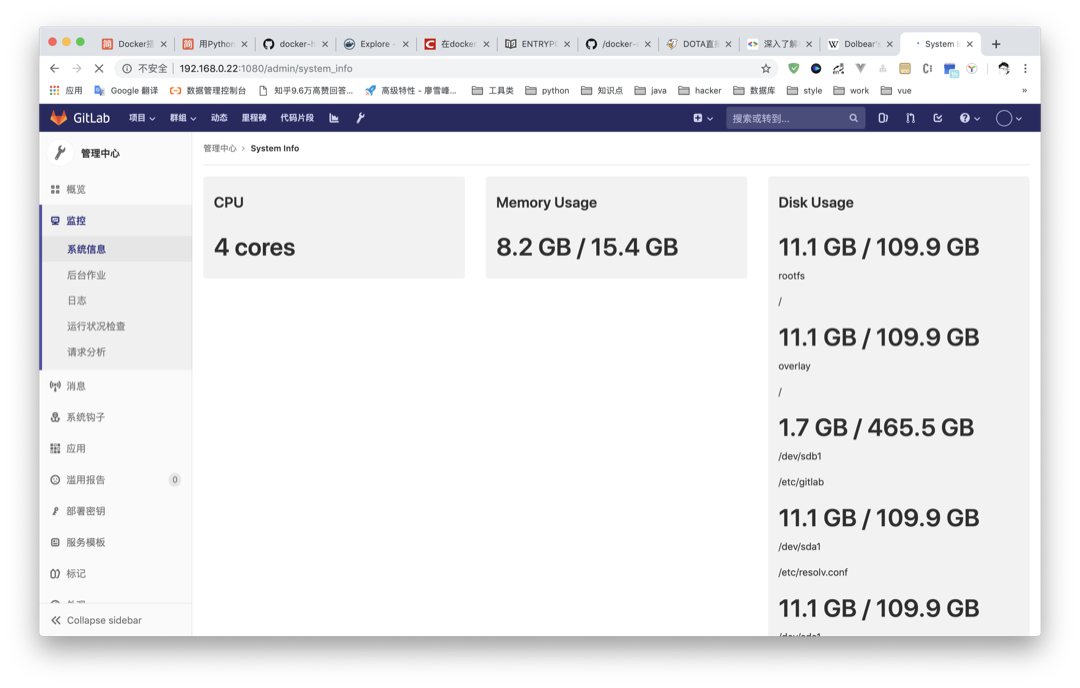 Docker搭
用Python
docker-h
Explore -
在docker
ENTRYPO
/docker-
DOTA直
深入了解
Dolbear's
System I
不安全
192.168.0.22:1080/admin/system_info
应用
Google 翻译
数据管理控制台
知乎9.6万高赞回答...
高级特性 - 廖雪峰...
工具类
python
知识点
java
hacker
数据库
style
work
vue
»
GitLab
项目
群组
动态
里程碑
代码片段
搜索或转到...
管理中心
管理中心 › System Info
概览
监控
系统信息
后台作业
日志
运行状况检查
请求分析
消息
系统钩子
应用
滥用报告
0
部署密钥
服务模板
标记
Collapse sidebar
CPU
4 cores
Memory Usage
8.2 GB / 15.4 GB
Disk Usage
11.1 GB / 109.9 GB
rootfs
/
11.1 GB / 109.9 GB
overlay
/
1.7 GB / 465.5 GB
/dev/sdb1
/etc/gitlab
11.1 GB / 109.9 GB
/dev/sda1
/etc/resolv.conf
11.1 GB / 109.9 GB
/dev/sda1